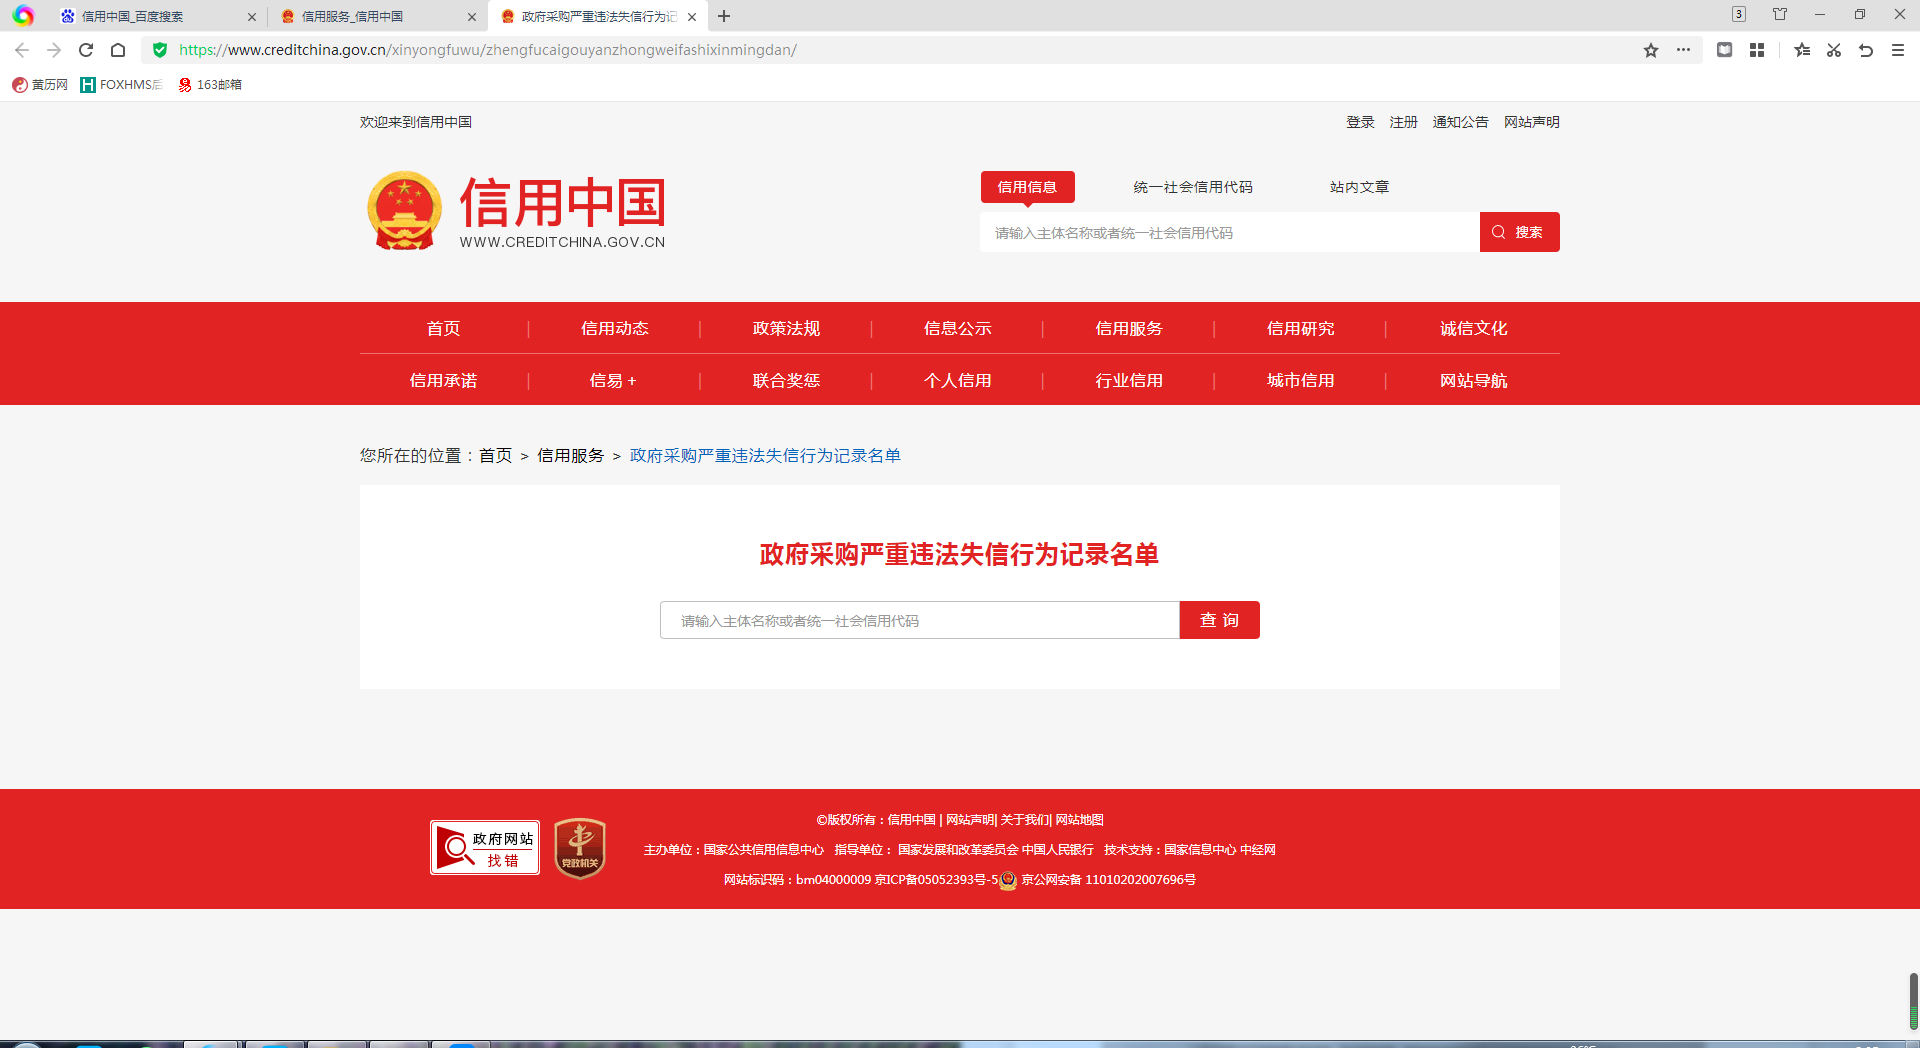 信用中国_百度搜索
信用服务_信用中国
政府采购严重违法失信行为记
3
https://www.creditchina.gov.cn/xinyongfuwu/zhengfucaigouyanzhongweifashixinmingdan/
黄历网
FOXHMS后
163邮箱
欢迎来到信用中国
登录 注册 通知公告 网站声明
信用中国
WWW.CREDITCHINA.GOV.CN
信用信息 统一社会信用代码 站内文章
请输入主体名称或者统一社会信用代码
搜索
首页 | 信用动态 | 政策法规 | 信息公示 | 信用服务 | 信用研究 | 诚信文化
信用承诺 | 信易 + | 联合奖惩 | 个人信用 | 行业信用 | 城市信用 | 网站导航
您所在的位置：首页 > 信用服务 > 政府采购严重违法失信行为记录名单
政府采购严重违法失信行为记录名单
请输入主体名称或者统一社会信用代码
查 询
政府网站
找错
党政机关
©版权所有：信用中国 | 网站声明| 关于我们| 网站地图
主办单位：国家公共信用信息中心 指导单位： 国家发展和改革委员会 中国人民银行 技术支持：国家信息中心 中经网
网站标识码：bm04000009 京ICP备05052393号-5 京公网安备 11010202007696号